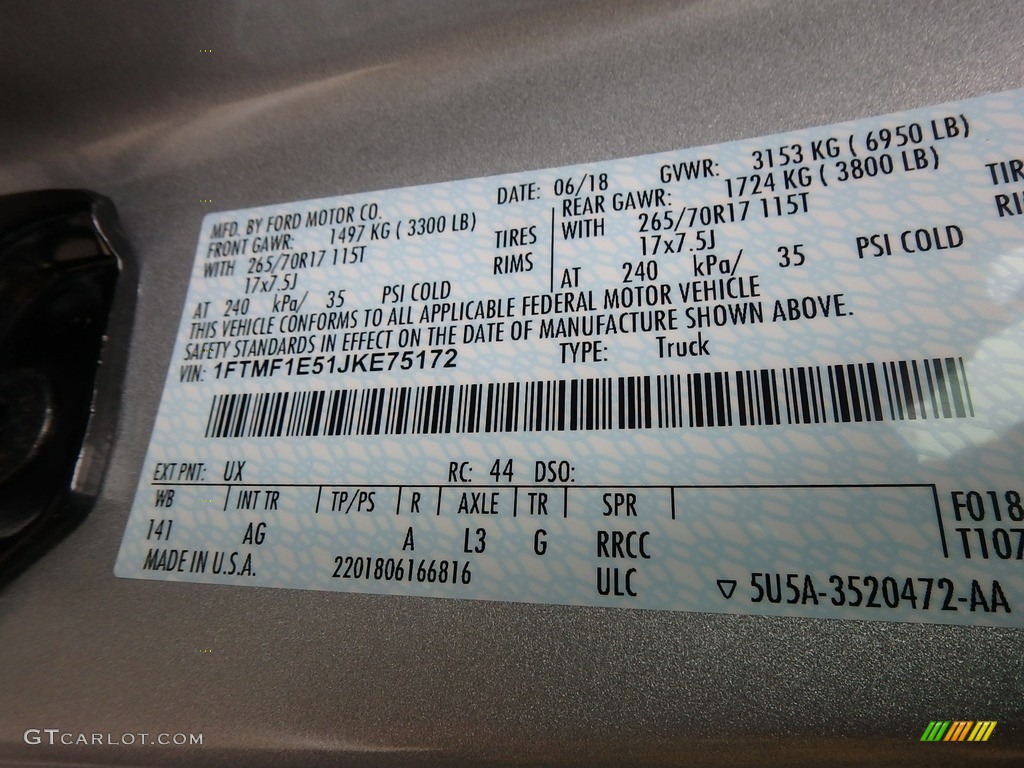 MFD. BY FORD MOTOR CO. DATE: 06/18 GVWR: 3153 KG ( 6950 LB)
FRONT GAWR: 1497 KG ( 3300 LB) REAR GAWR: 1724 KG ( 3800 LB)
WITH 265/70R17 115T TIRES WITH 265/70R17 115T TIR
17x7.5J RIMS 17x7.5J RI
AT 240 kPa/ 35 PSI COLD AT 240 kPa/ 35 PSI COLD
THIS VEHICLE CONFORMS TO ALL APPLICABLE FEDERAL MOTOR VEHICLE
SAFETY STANDARDS IN EFFECT ON THE DATE OF MANUFACTURE SHOWN ABOVE.
VIN: 1FTMF1E51JKE75172 TYPE: Truck
EXT PNT: UX RC: 44 DSO:
WB INT TR TP/PS R AXLE TR SPR F018
141 AG A L3 G RRCC T107
MADE IN U.S.A. 2201806166816 ULC ▽ 5U5A-3520472-AA
GTCARLOT.COM